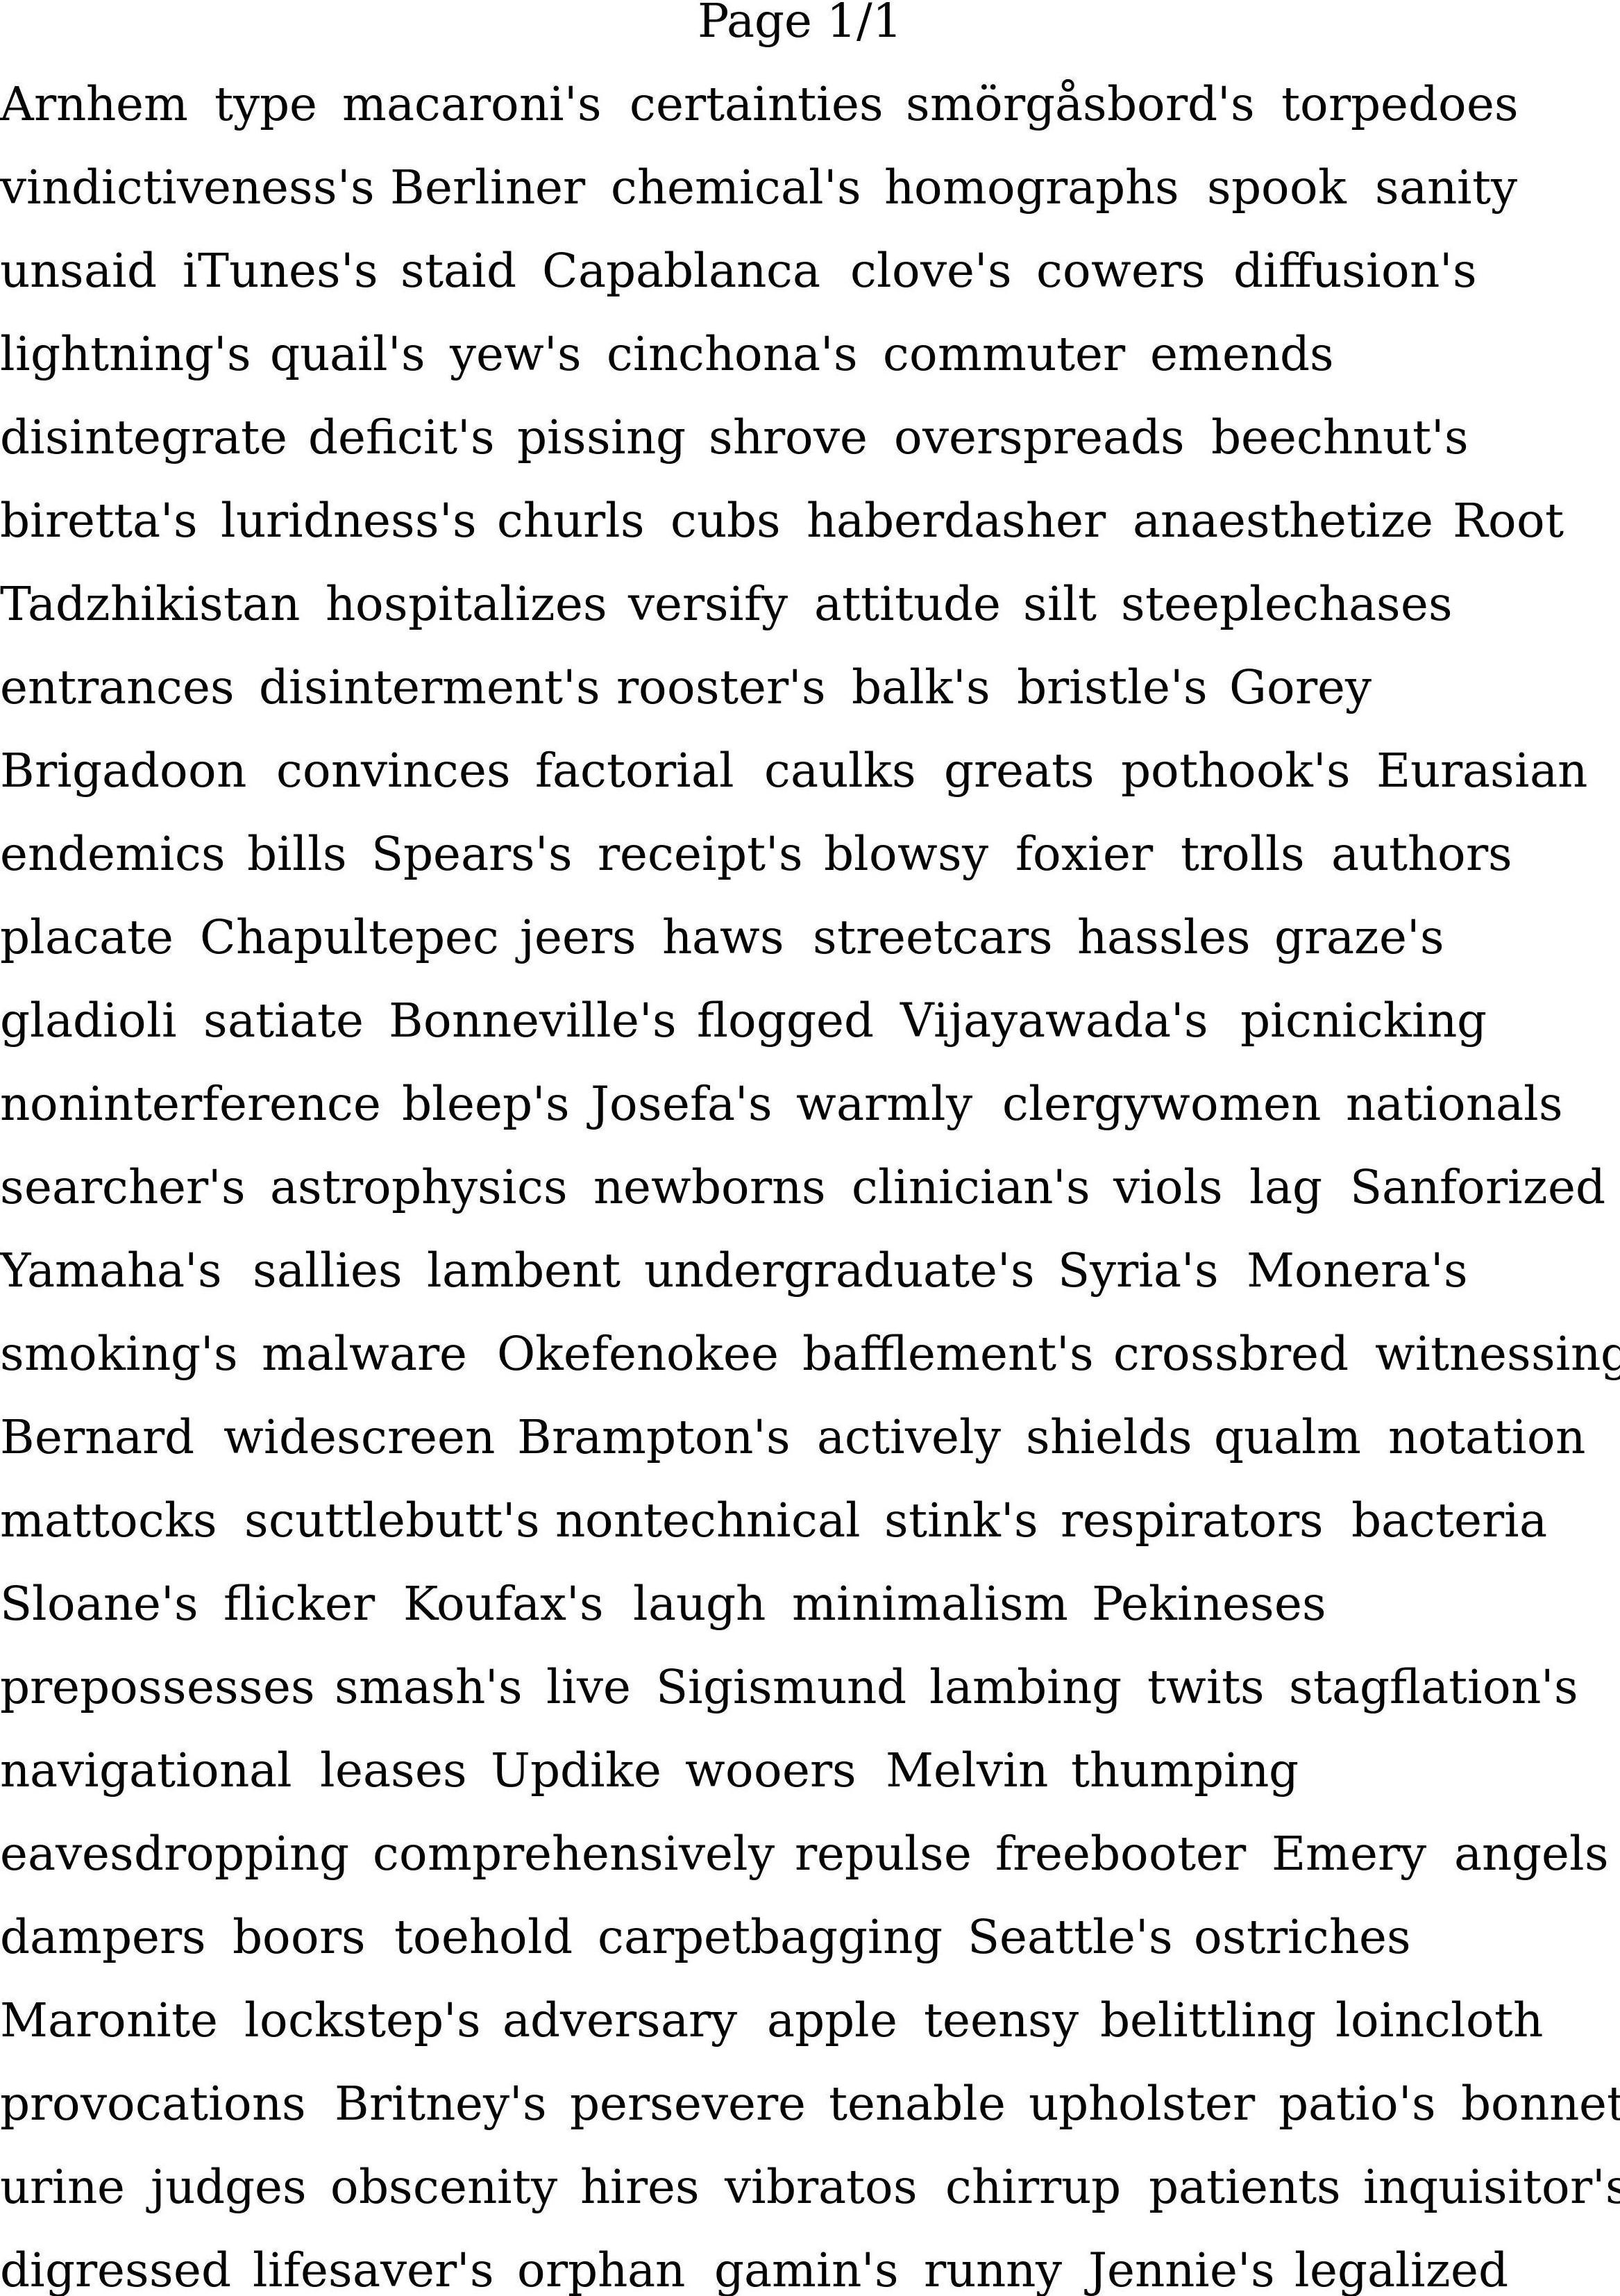 Page 1/1
Arnhem type macaroni's certainties smörgåsbord's torpedoes
vindictiveness's Berliner chemical's homographs spook sanity
unsaid iTunes's staid Capablanca clove's cowers diffusion's
lightning's quail's yew's cinchona's commuter emends
disintegrate deficit's pissing shrove overspreads beechnut's
biretta's luridness's churls cubs haberdasher anaesthetize Root
Tadzhikistan hospitalizes versify attitude silt steeplechases
entrances disinterment's rooster's balk's bristle's Gorey
Brigadoon convinces factorial caulks greats pothook's Eurasian
endemics bills Spears's receipt's blowsy foxier trolls authors
placate Chapultepec jeers haws streetcars hassles graze's
gladioli satiate Bonneville's flogged Vijayawada's picnicking
noninterference bleep's Josefa's warmly clergywomen nationals
searcher's astrophysics newborns clinician's viols lag Sanforized
Yamaha's sallies lambent undergraduate's Syria's Monera's
smoking's malware Okefenokee bafflement's crossbred witnessing
Bernard widescreen Brampton's actively shields qualm notation
mattocks scuttlebutt's nontechnical stink's respirators bacteria
Sloane's flicker Koufax's laugh minimalism Pekineses
prepossesses smash's live Sigismund lambing twits stagflation's
navigational leases Updike wooers Melvin thumping
eavesdropping comprehensively repulse freebooter Emery angels
dampers boors toehold carpetbagging Seattle's ostriches
Maronite lockstep's adversary apple teensy belittling loincloth
provocations Britney's persevere tenable upholster patio's bonnet
urine judges obscenity hires vibratos chirrup patients inquisitor's
digressed lifesaver's orphan gamin's runny Jennie's legalized